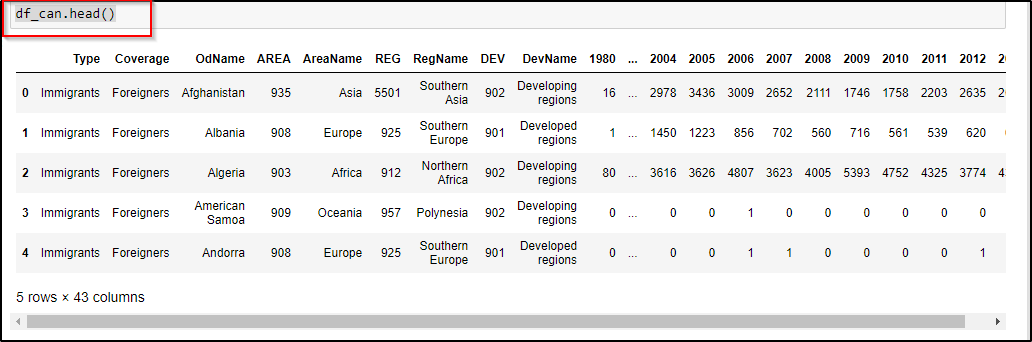 df_can.head()
Type Coverage OdName AREA AreaName REG RegName DEV DevName 1980 ... 2004 2005 2006 2007 2008 2009 2010 2011 2012
0 Immigrants Foreigners Afghanistan 935 Asia 5501 Southern Asia 902 Developing regions 16 ... 2978 3436 3009 2652 2111 1746 1758 2203 2635
1 Immigrants Foreigners Albania 908 Europe 925 Southern Europe 901 Developed regions 1 ... 1450 1223 856 702 560 716 561 539 620
2 Immigrants Foreigners Algeria 903 Africa 912 Northern Africa 902 Developing regions 80 ... 3616 3626 4807 3623 4005 5393 4752 4325 3774
3 Immigrants Foreigners American Samoa 909 Oceania 957 Polynesia 902 Developing regions 0 ... 0 0 1 0 0 0 0 0 0
4 Immigrants Foreigners Andorra 908 Europe 925 Southern Europe 901 Developed regions 0 ... 0 0 1 1 0 0 0 0 1
5 rows × 43 columns